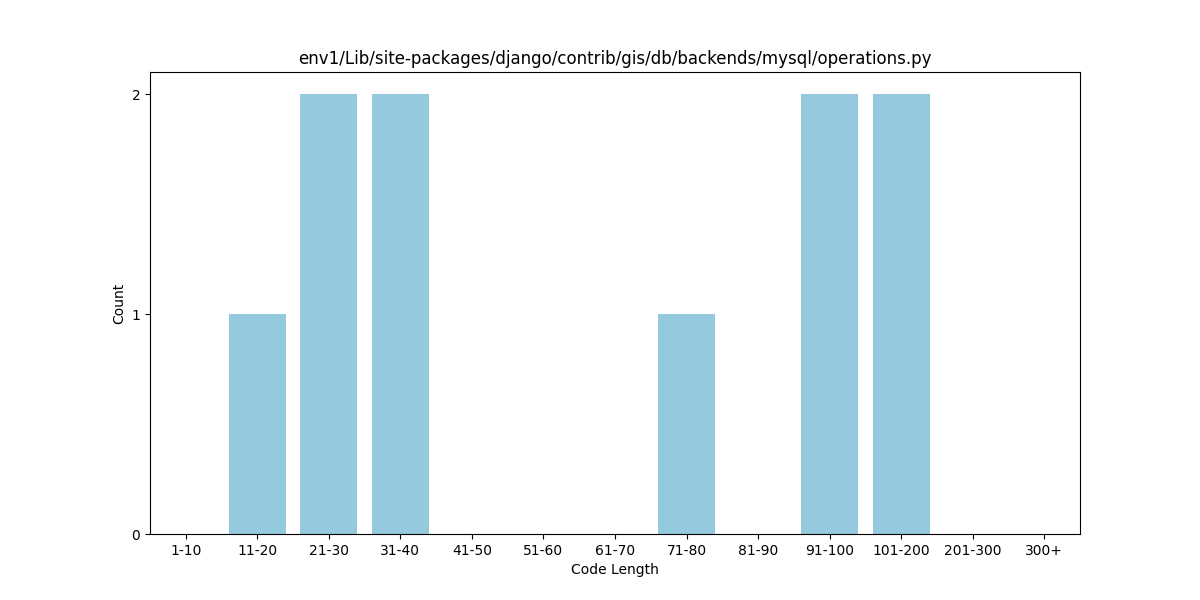 env1/Lib/site-packages/django/contrib/gis/db/backends/mysql/operations.py
2
1
0
Count
1-10 11-20 21-30 31-40 41-50 51-60 61-70 71-80 81-90 91-100 101-200 201-300 300+
Code Length